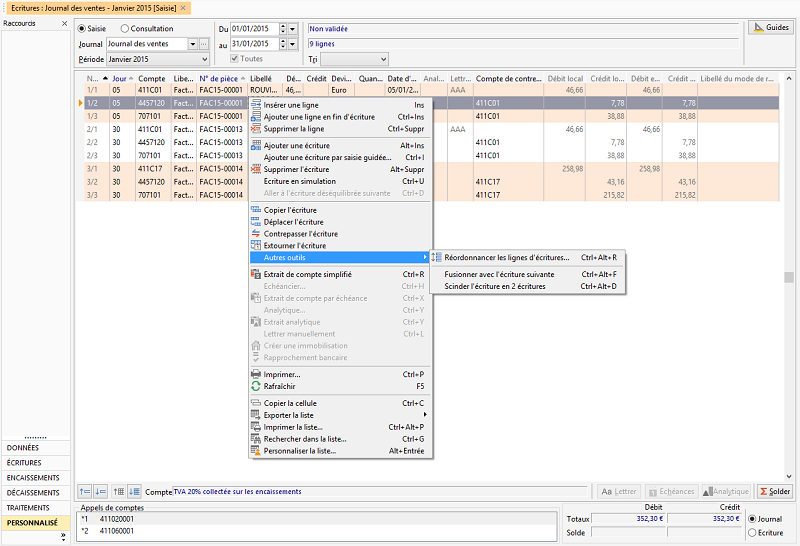 Ecritures : Journal des ventes - Janvier 2015 [Saisie]
Raccourcis
Saisie Consultation Du 01/01/2015 Non validée Guides
Journal Journal des ventes ... au 31/01/2015 9 lignes
Période Janvier 2015 Toutes Tri
N... Jour Compte Libe... N° de pièce Libellé Dé... Crédit Devi... Quan... Date d'... Anal... Lettr... Compte de contre... Débit local Crédit lo... Débit e... Crédit ... Libellé du mode de r...
1/1 05 411C01 Fact... FAC15-00001 ROUVI... 46,... Euro 05/01/2... AAA 46,66 46,66
1/2 05 4457120 Fact... FAC15-00001 411C01 7,78 7,78
1/3 05 707101 Fact... FAC15-00001 411C01 38,88 38,88
2/1 30 411C01 Fact... FAC15-00013 AAA 46,66 46,66
2/2 30 4457120 Fact... FAC15-00013 411C01 7,78 7,78
2/3 30 707101 Fact... FAC15-00013 411C01 38,88 38,88
3/1 30 411C17 Fact... FAC15-00014 258,98 258,98
3/2 30 4457120 Fact... FAC15-00014 411C17 43,16 43,16
3/3 30 707101 Fact... FAC15-00014 411C17 215,82 215,82
Insérer une ligne Ins
Ajouter une ligne en fin d'écriture Ctrl+Ins
Supprimer la ligne Ctrl+Suppr
Ajouter une écriture Alt+Ins
Ajouter une écriture par saisie guidée... Ctrl+I
Supprimer l'écriture Alt+Suppr
Ecriture en simulation Ctrl+U
Aller à l'écriture déséquilibrée suivante Ctrl+D
Copier l'écriture
Déplacer l'écriture
Contrepasser l'écriture
Extourner l'écriture
Autres outils
Réordonnancer les lignes d'écritures... Ctrl+Alt+R
Fusionner avec l'écriture suivante Ctrl+Alt+F
Scinder l'écriture en 2 écritures Ctrl+Alt+D
Extrait de compte simplifié Ctrl+R
Echéancier... Ctrl+H
Extrait de compte par échéance Ctrl+X
Analytique... Ctrl+Y
Extrait analytique Ctrl+Y
Lettrer manuellement Ctrl+L
Créer une immobilisation
Rapprochement bancaire
Imprimer... Ctrl+P
Rafraîchir F5
Copier la cellule Ctrl+C
Exporter la liste
Imprimer la liste... Ctrl+Alt+P
Rechercher dans la liste... Ctrl+G
Personnaliser la liste... Alt+Entrée
DONNÉES
ÉCRITURES
ENCAISSEMENTS
DÉCAISSEMENTS
TRAITEMENTS
PERSONNALISÉ
Compte TVA 20% collectée sur les encaissements Aa Lettrer Echéances Analytique Σ Solder
Appels de comptes
*1 411020001
*2 411060001
Débit Crédit
Totaux 352,30 € 352,30 € Journal
Solde Ecriture